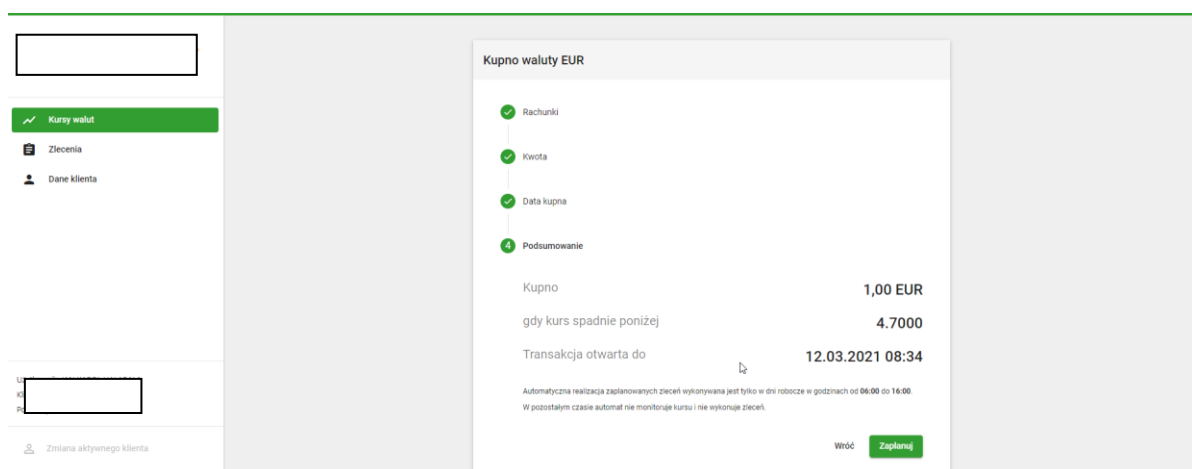 Kursy walut
Zlecenia
Dane klienta
Zmiana aktywnego klienta
Kupno waluty EUR
Rachunki
Kwota
Data kupna
4 Podsumowanie
Kupno 1,00 EUR
gdy kurs spadnie poniżej 4.7000
Transakcja otwarta do 12.03.2021 08:34
Automatyczna realizacja zaplanowanych zleceń wykonywana jest tylko w dni robocze w godzinach od 06:00 do 16:00.
W pozostałym czasie automat nie monitoruje kursu i nie wykonuje zleceń.
Wróć Zaplanuj